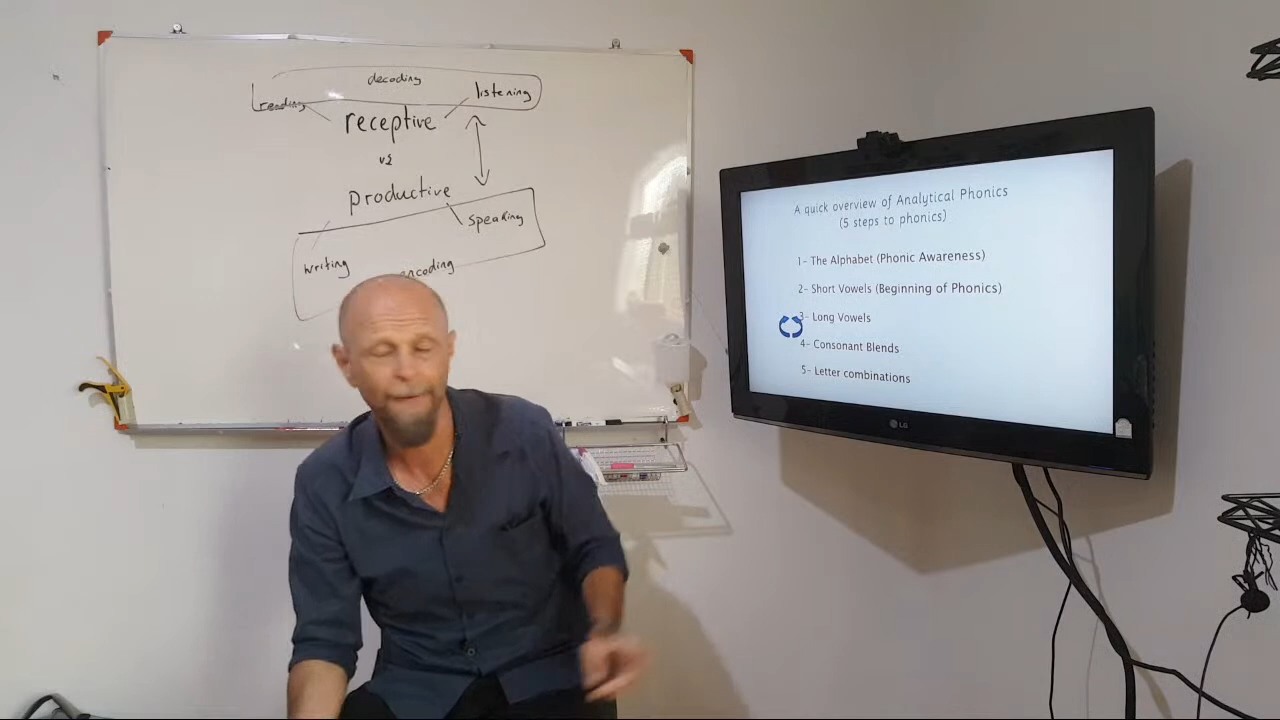 decoding
reading
listening
receptive
vs
productive
speaking
writing
encoding
A quick overview of Analytical Phonics
(5 steps to phonics)
1- The Alphabet (Phonic Awareness)
2- Short Vowels (Beginning of Phonics)
3- Long Vowels
4- Consonant Blends
5- Letter combinations
LG